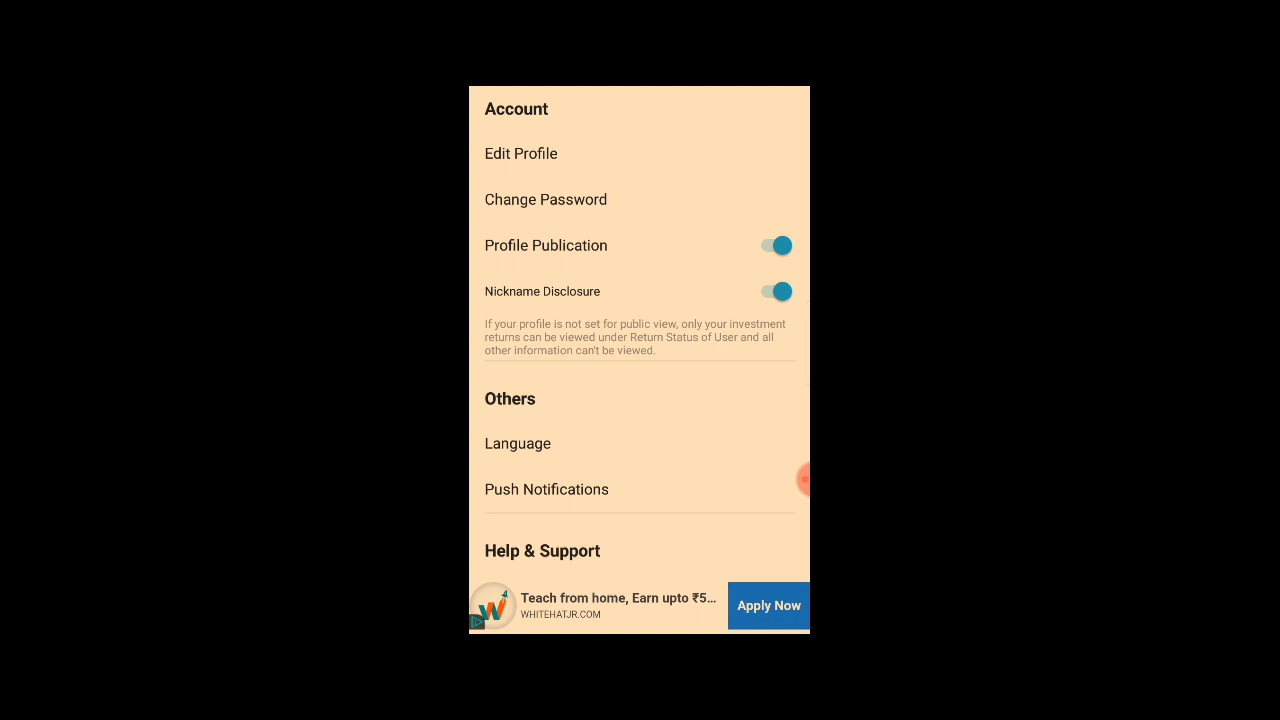 Account
Edit Profile
Change Password
Profile Publication
Nickname Disclosure
If your profile is not set for public view, only your investment
returns can be viewed under Return Status of User and all
other information can't be viewed.
Others
Language
Push Notifications
Help & Support
Teach from home, Earn upto ₹5...
WHITEHATJR.COM
Apply Now